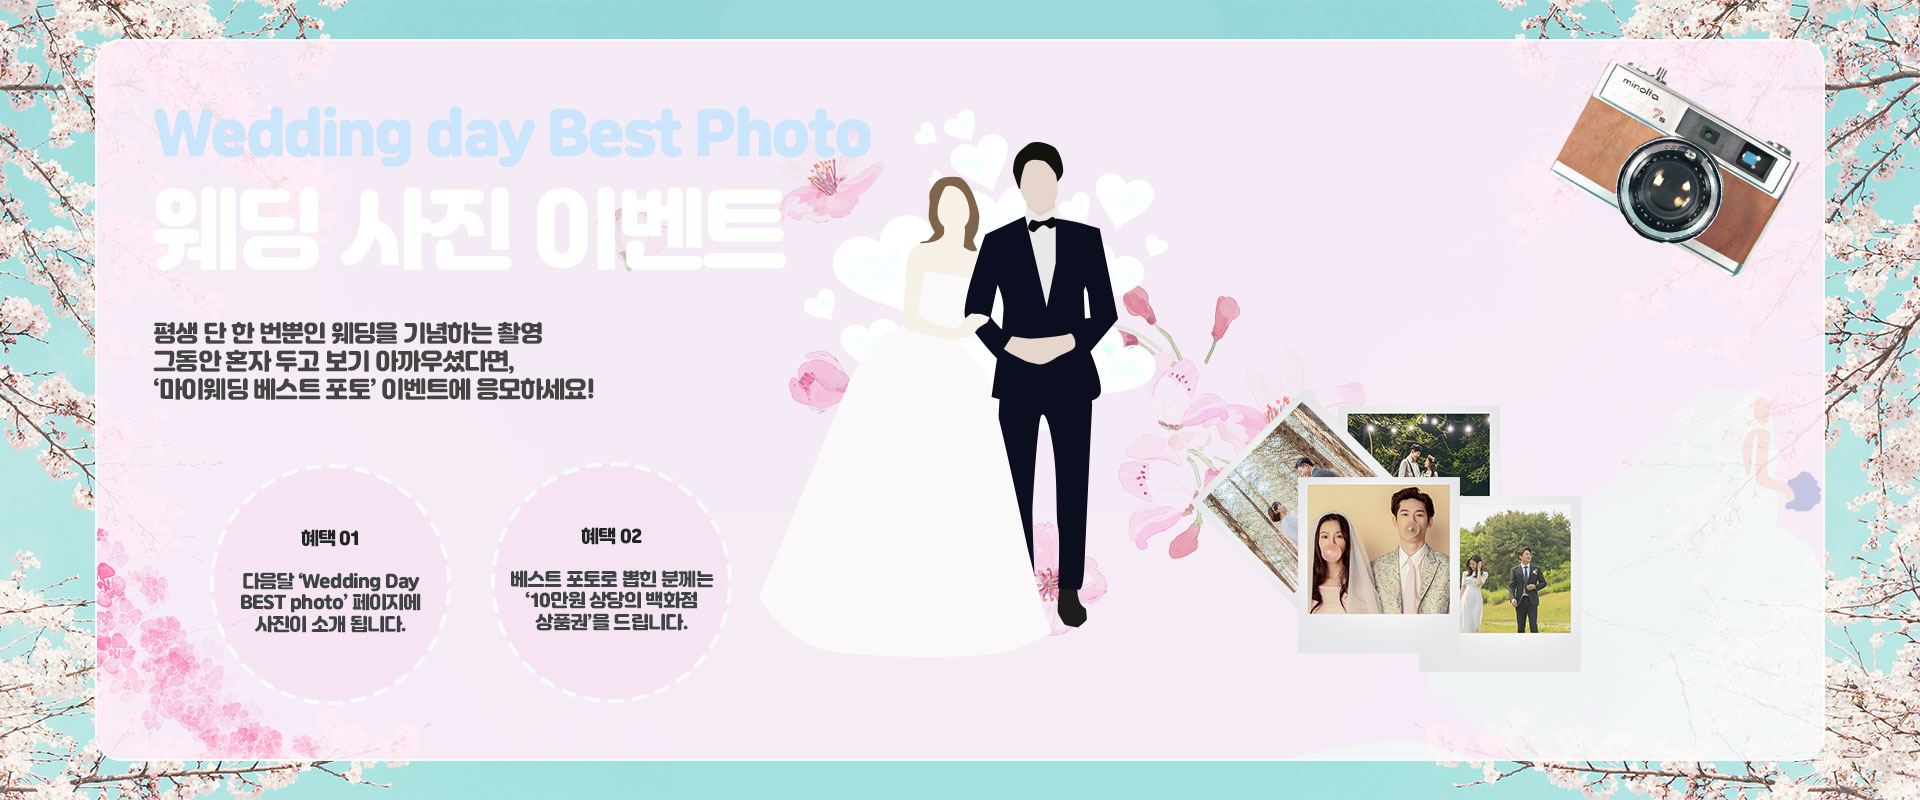 Wedding day Best Photo
웨딩 사진 이벤트
평생 단 한 번뿐인 웨딩을 기념하는 촬영
그동안 혼자 두고 보기 아까우셨다면,
‘마이웨딩 베스트 포토’ 이벤트에 응모하세요!
혜택 01
다음달 ‘Wedding Day
BEST photo’ 페이지에
사진이 소개 됩니다.
혜택 02
베스트 포토로 뽑힌 분께는
‘10만원 상당의 백화점
상품권’을 드립니다.
minolta
7s